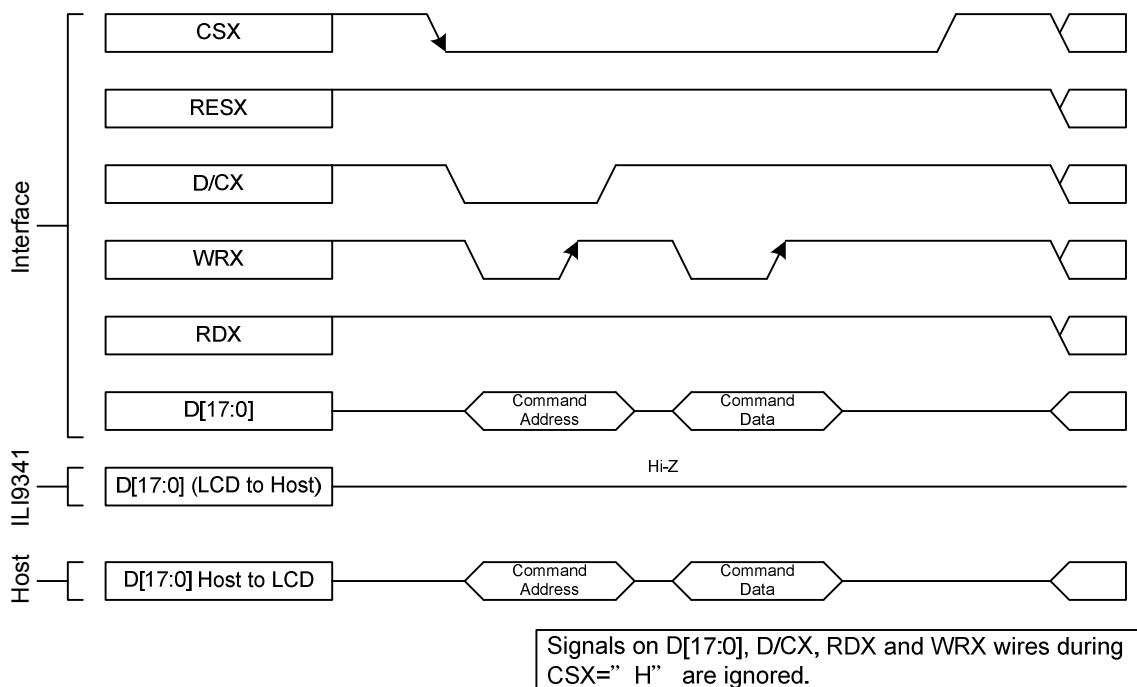 CSX
RESX
D/CX
WRX
RDX
D[17:0]
Command
Address
Command
Data
Interface
Hi-Z
D[17:0] (LCD to Host)
ILI9341
D[17:0] Host to LCD
Command
Address
Command
Data
Host
Signals on D[17:0], D/CX, RDX and WRX wires during
CSX=” H” are ignored.